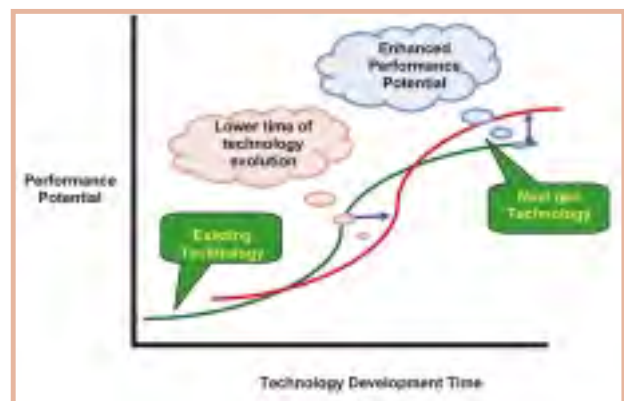 Enhanced
Performance
Potential
Lower time of
technology
evolution
Performance
Potential
Existing
Technology
Next gen
Technology
Technology Development Time